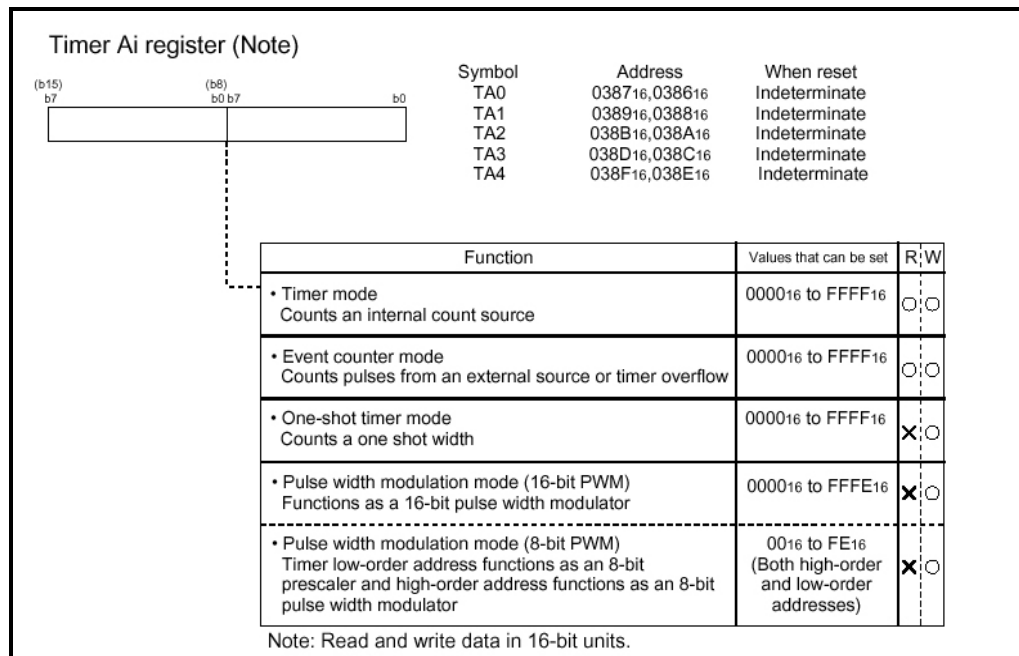 Timer Ai register (Note)
(b15) (b8)
b7 b0 b7 b0
Symbol Address When reset
TA0 038716,038616 Indeterminate
TA1 038916,038816 Indeterminate
TA2 038B16,038A16 Indeterminate
TA3 038D16,038C16 Indeterminate
TA4 038F16,038E16 Indeterminate
Function Values that can be set R W
• Timer mode 000016 to FFFF16
Counts an internal count source ○ ○
• Event counter mode 000016 to FFFF16
Counts pulses from an external source or timer overflow ○ ○
• One-shot timer mode 000016 to FFFF16
Counts a one shot width × ○
• Pulse width modulation mode (16-bit PWM) 000016 to FFFE16
Functions as a 16-bit pulse width modulator × ○
• Pulse width modulation mode (8-bit PWM) 0016 to FE16
Timer low-order address functions as an 8-bit (Both high-order × ○
prescaler and high-order address functions as an 8-bit and low-order
pulse width modulator addresses)
Note: Read and write data in 16-bit units.